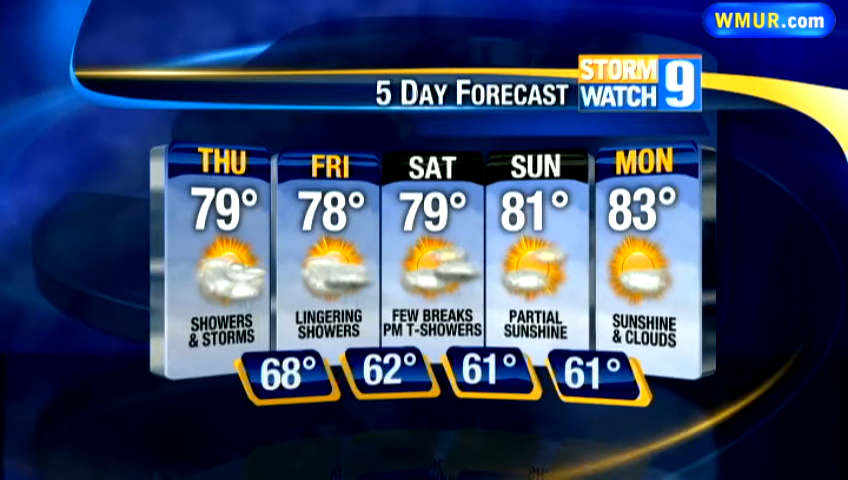 WMUR.com
5 DAY FORECAST
STORM
WATCH 9
THU
79°
SHOWERS
& STORMS
FRI
78°
LINGERING
SHOWERS
SAT
79°
FEW BREAKS
PM T-SHOWERS
SUN
81°
PARTIAL
SUNSHINE
MON
83°
SUNSHINE
& CLOUDS
68°
62°
61°
61°